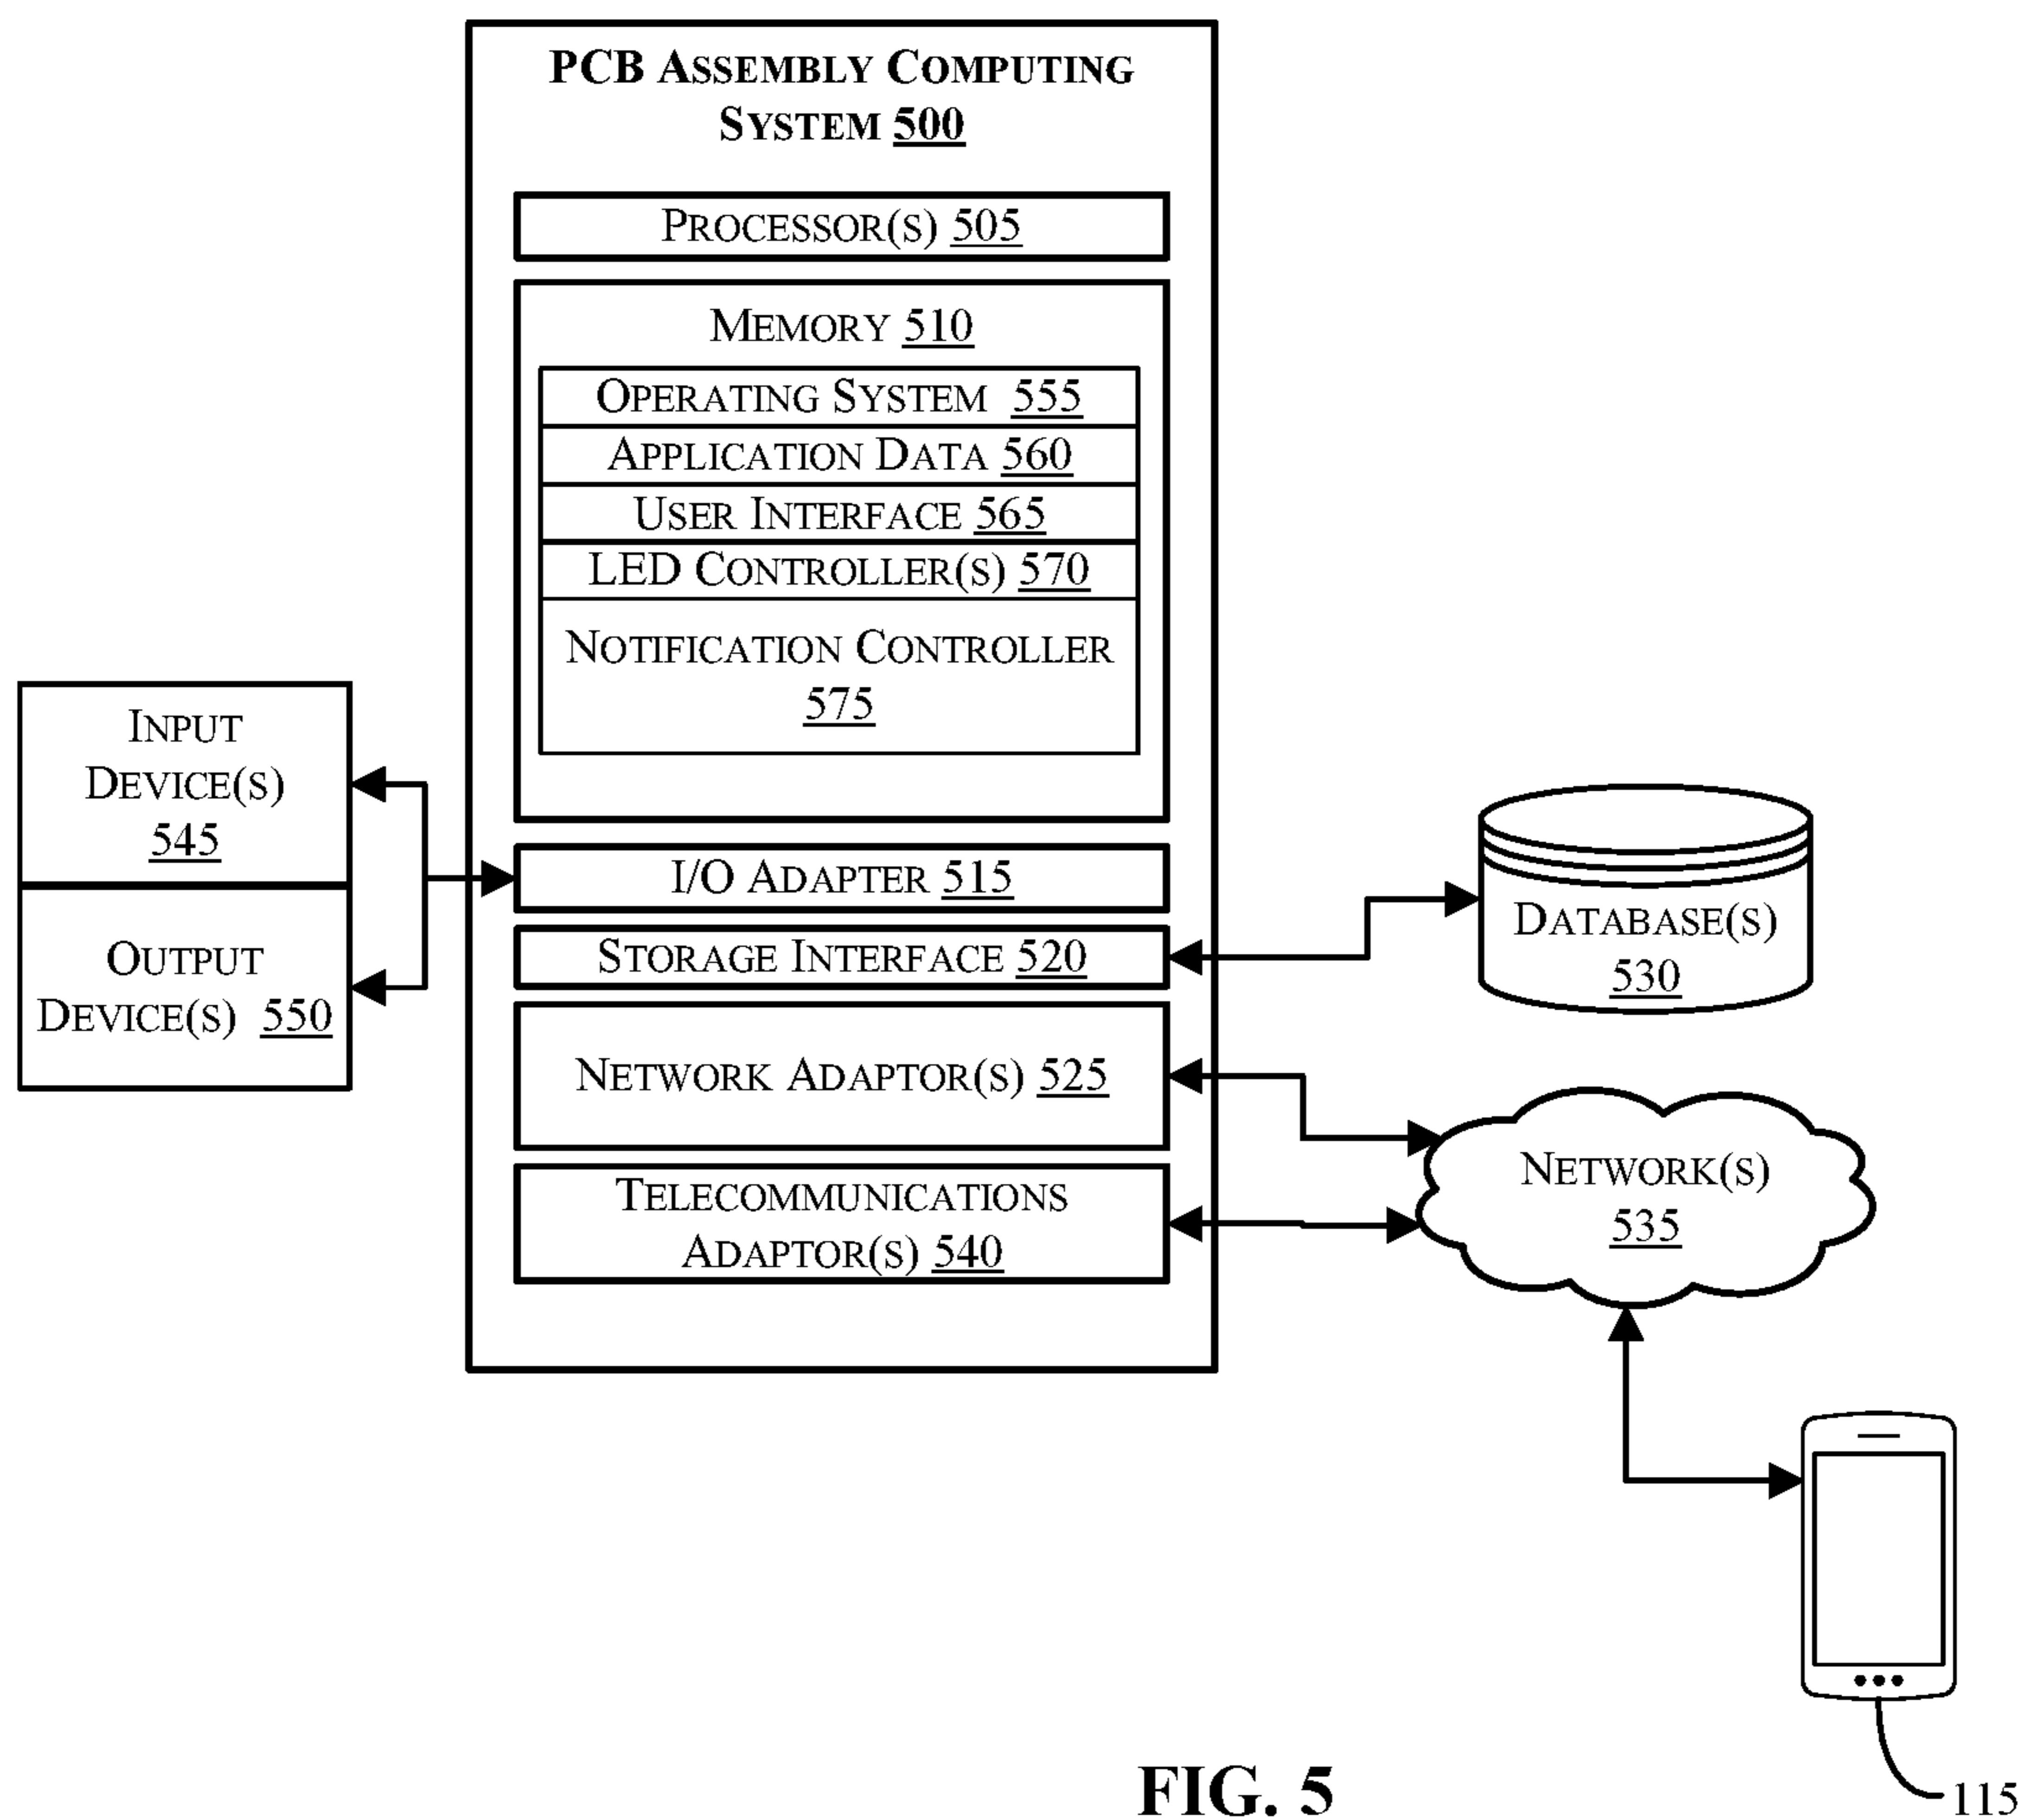 PCB ASSEMBLY COMPUTING
SYSTEM 500
PROCESSOR(S) 505
MEMORY 510
OPERATING SYSTEM 555
APPLICATION DATA 560
USER INTERFACE 565
LED CONTROLLER(S) 570
NOTIFICATION CONTROLLER
575
INPUT
DEVICE(S)
545
OUTPUT
DEVICE(S) 550
I/O ADAPTER 515
STORAGE INTERFACE 520
NETWORK ADAPTOR(S) 525
TELECOMMUNICATIONS
ADAPTOR(S) 540
DATABASE(S)
530
NETWORK(S)
535
115
FIG. 5